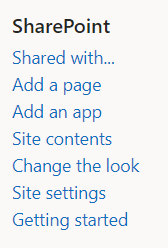 SharePoint
Shared with...
Add a page
Add an app
Site contents
Change the look
Site settings
Getting started